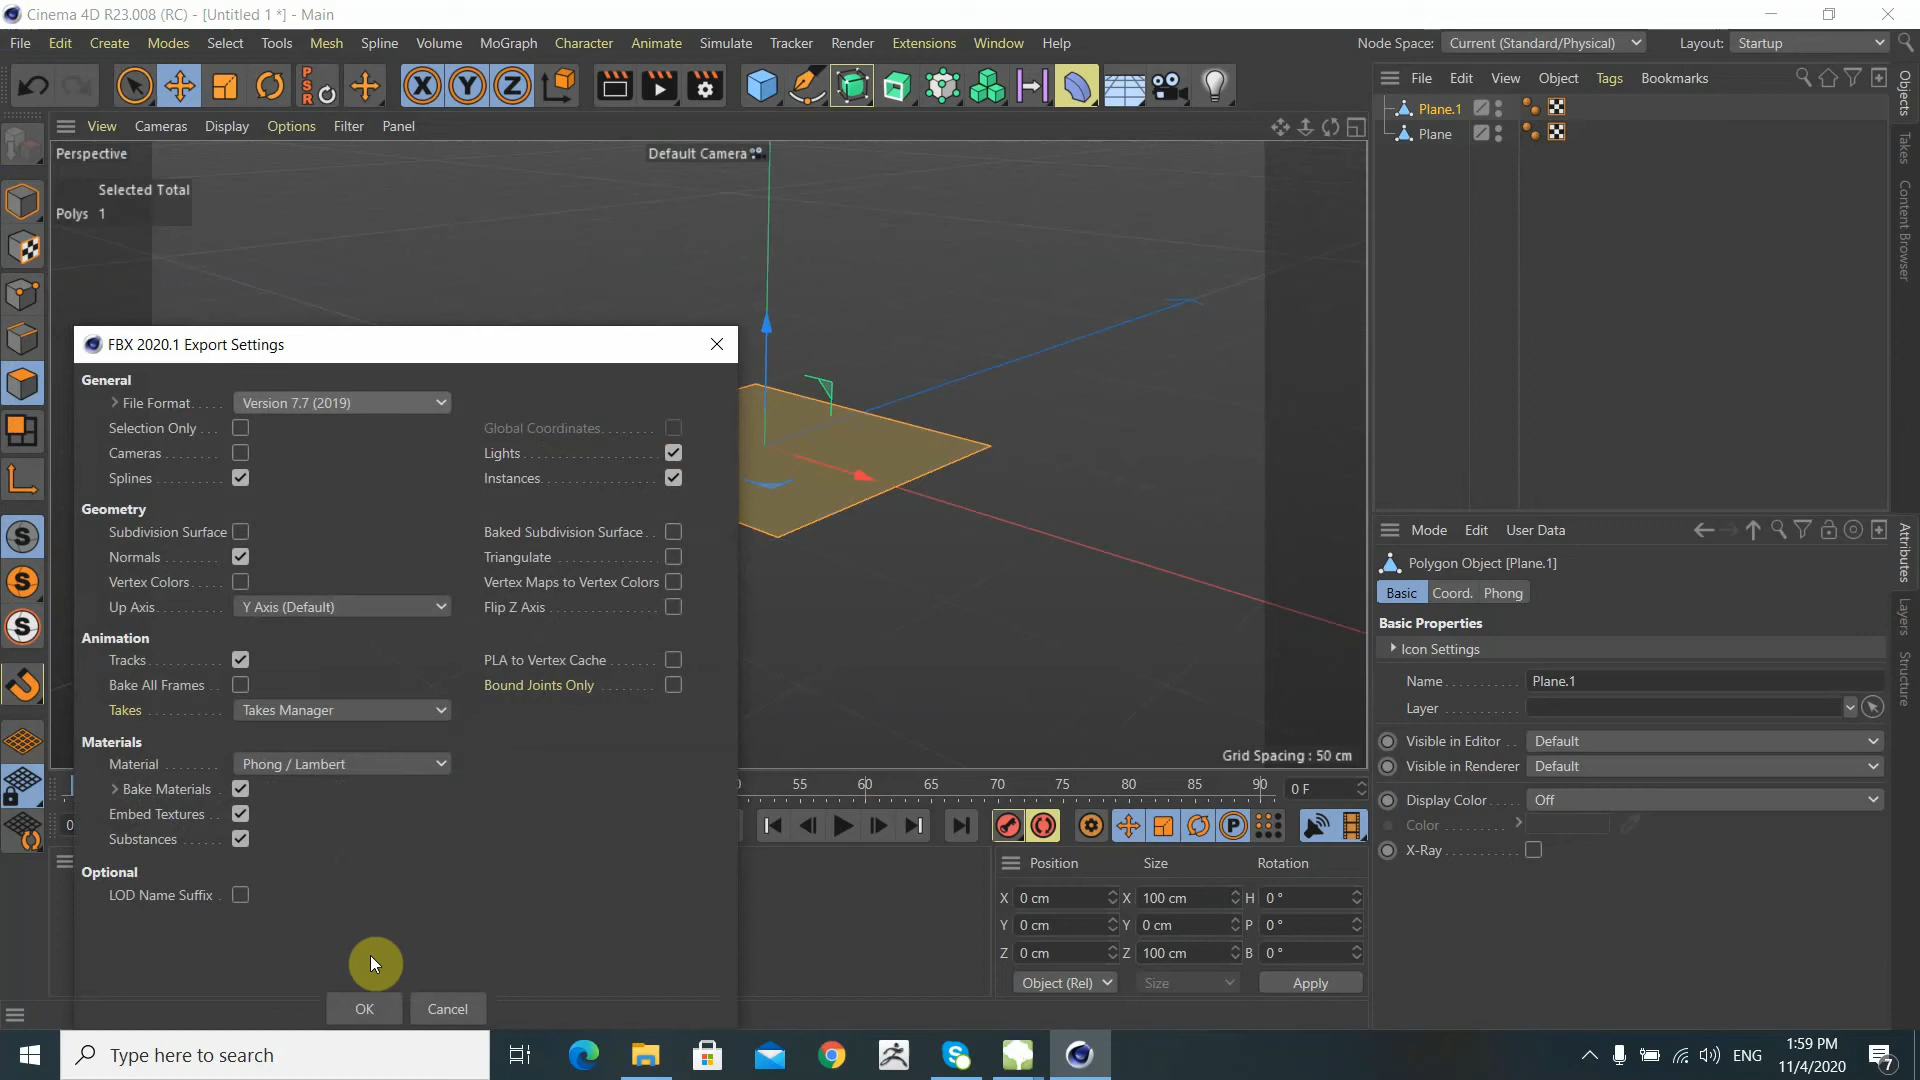 Cinema 4D R23.008 (RC) - [Untitled 1 *] - Main
File Edit Create Modes Select Tools Mesh Spline Volume MoGraph Character Animate Simulate Tracker Render Extensions Window Help Node Space: Current (Standard/Physical) Layout: Startup
PSR X Y Z
File Edit View Object Tags Bookmarks
View Cameras Display Options Filter Panel
Plane.1
Plane
Perspective Default Camera
Selected Total
Polys 1
Objects
Takes
Content Browser
FBX 2020.1 Export Settings
General
File Format Version 7.7 (2019)
Selection Only Global Coordinates
Cameras Lights
Splines Instances
Geometry
Subdivision Surface Baked Subdivision Surface
Normals Triangulate
Vertex Colors Vertex Maps to Vertex Colors
Up Axis Y Axis (Default) Flip Z Axis
Animation
Tracks PLA to Vertex Cache
Bake All Frames Bound Joints Only
Takes Takes Manager
Materials
Material Phong / Lambert
Bake Materials
Embed Textures
Substances
Optional
LOD Name Suffix
OK Cancel
Grid Spacing : 50 cm
55 60 65 70 75 80 85 90 0 F
0
P
Position Size Rotation
X 0 cm X 100 cm H 0 °
Y 0 cm Y 0 cm P 0 °
Z 0 cm Z 100 cm B 0 °
Object (Rel) Size Apply
Mode Edit User Data
Polygon Object [Plane.1]
Basic Coord. Phong
Basic Properties
Icon Settings
Name Plane.1
Layer
Visible in Editor Default
Visible in Renderer Default
Display Color Off
Color
X-Ray
Attributes
Layers
Structure
S
S
S
Type here to search
ENG
1:59 PM
11/4/2020
7